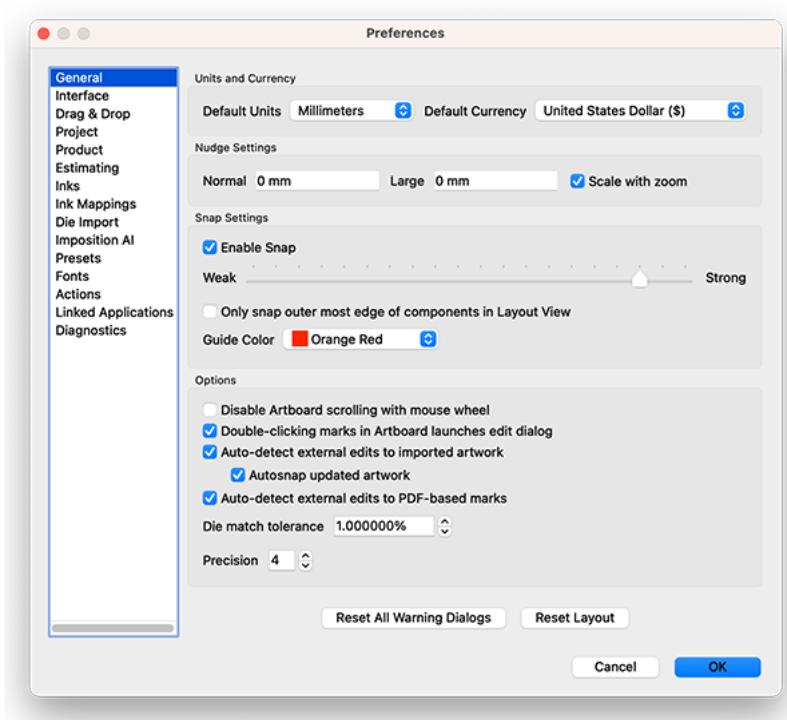 Preferences
General
Interface
Drag & Drop
Project
Product
Estimating
Inks
Ink Mappings
Die Import
Imposition AI
Presets
Fonts
Actions
Linked Applications
Diagnostics
Units and Currency
Default Units Millimeters Default Currency United States Dollar ($)
Nudge Settings
Normal 0 mm Large 0 mm Scale with zoom
Snap Settings
Enable Snap
Weak Strong
Only snap outer most edge of components in Layout View
Guide Color Orange Red
Options
Disable Artboard scrolling with mouse wheel
Double-clicking marks in Artboard launches edit dialog
Auto-detect external edits to imported artwork
Autosnap updated artwork
Auto-detect external edits to PDF-based marks
Die match tolerance 1.000000%
Precision 4
Reset All Warning Dialogs Reset Layout
Cancel OK